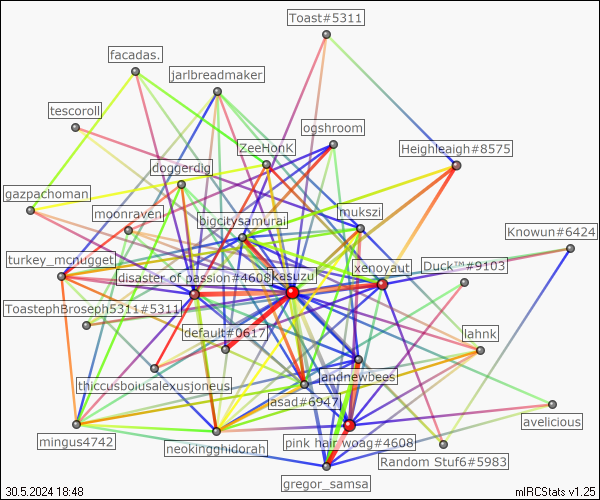 Toast#5311
facadas.
jarlbreadmaker
tescoroll
ogshroom
ZeeHonK
Heighleigh#8575
doggerdig
gazpachoman
moonraven
bigcitysamurai
mukszi
Knowun#6424
turkey_mcnugget
xenoyaut
Duck™#9103
disaster of passion#4608
kasuzu
ToastephBroseph5311#5311
default#0617
lahnk
thiccusboiusalexusjoneus
landnewbees
asad#6947
avelicious
mingus4742
pink hair woag#4608
neokingghidorah
Random Stuf6#5983
gregor_samsa
30.5.2024 18:48
mIRCStats v1.25